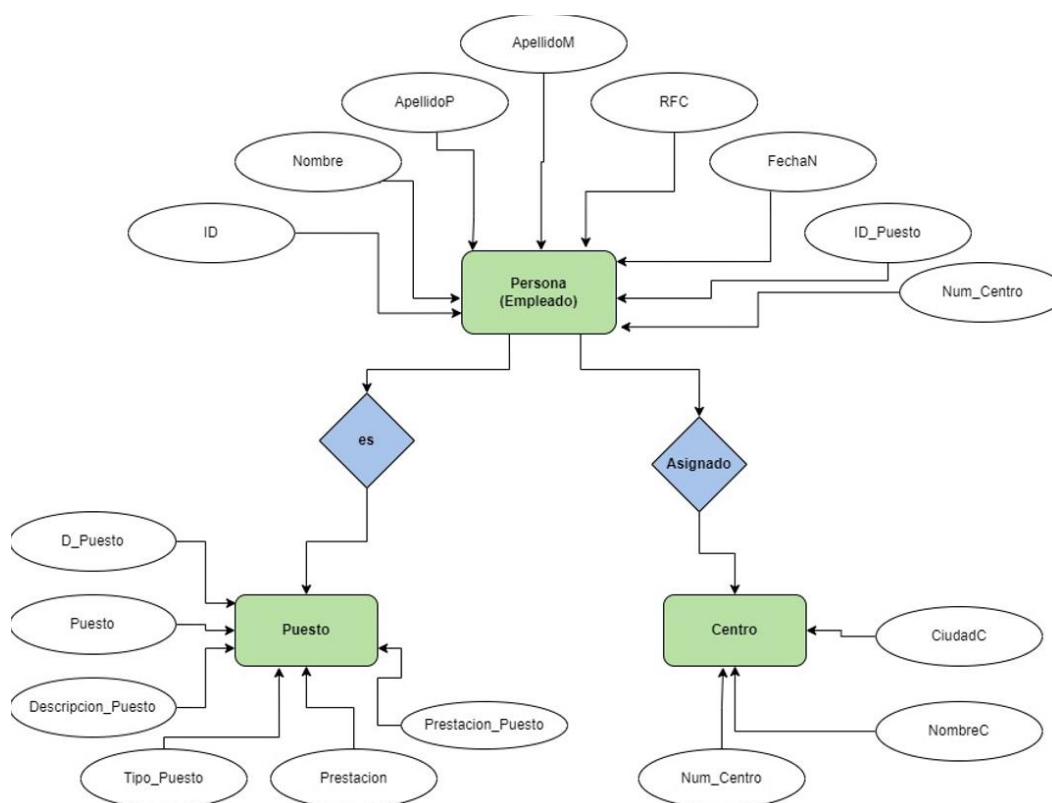 ApellidoM
ApellidoP
RFC
Nombre
FechaN
ID
ID_Puesto
Num_Centro
Persona
(Empleado)
es
Asignado
D_Puesto
Puesto
Descripcion_Puesto
Tipo_Puesto
Prestacion
Prestacion_Puesto
Puesto
Centro
CiudadC
NombreC
Num_Centro